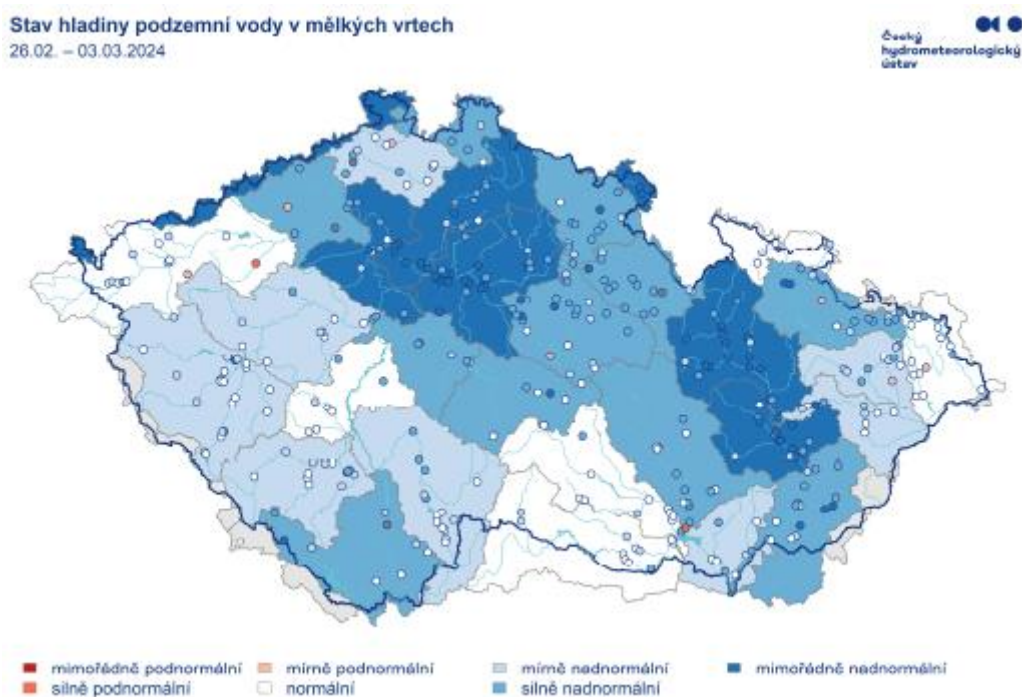 Stav hladiny podzemní vody v mělkých vrtech
26.02. – 03.03.2024
Český
hydrometeorologický
ústav
mimořádně podnormální
mírně podnormální
mírně nadnormální
mimořádně nadnormální
silně podnormální
normální
silně nadnormální